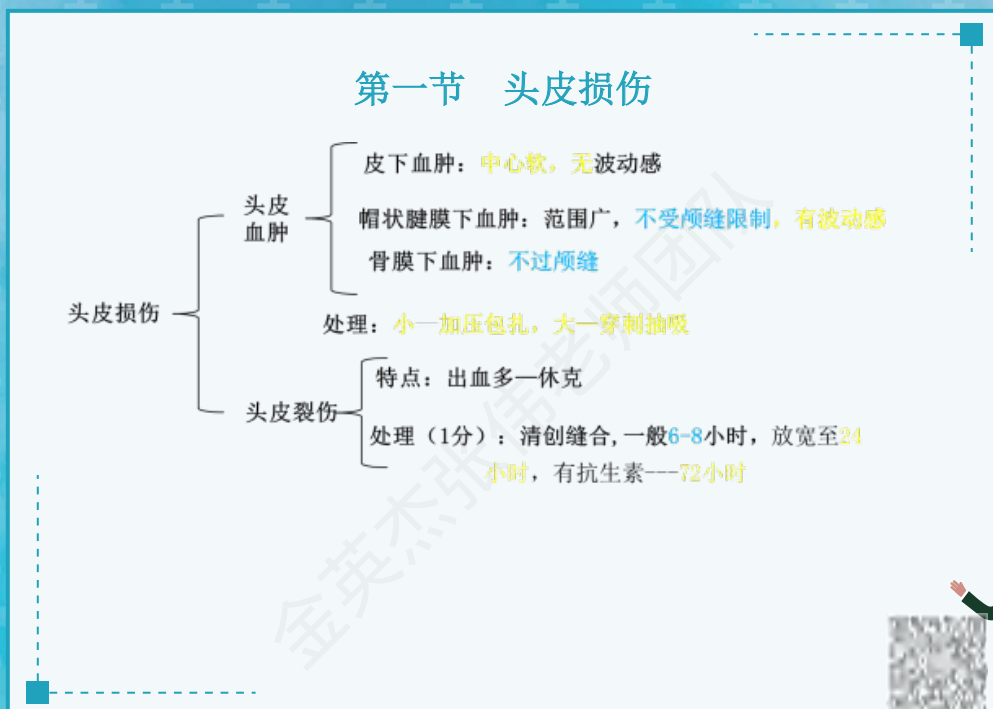 第一节 头皮损伤
皮下血肿：中心软，无波动感
头皮
血肿
帽状腱膜下血肿：范围广，不受颅缝限制，有波动感
骨膜下血肿：不过颅缝
头皮损伤
处理：小一加压包扎，大一穿刺抽吸
特点：出血多—休克
头皮裂伤
处理（1分）：清创缝合,一般6-8小时，放宽至24
小时，有抗生素---72小时
金英杰张伟老师团队